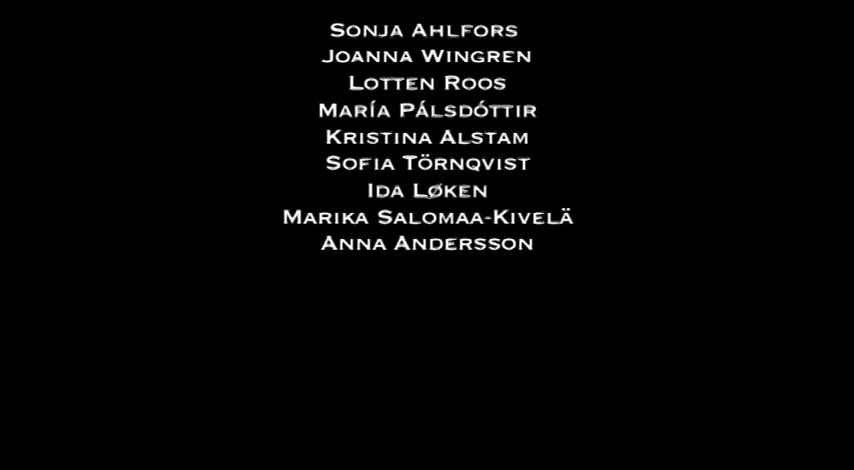 Sonja Ahlfors
Joanna Wingren
Lotten Roos
María Pálsdóttir
Kristina Alstam
Sofia Törnqvist
Ida Løken
Marika Salomaa-Kivelä
Anna Andersson